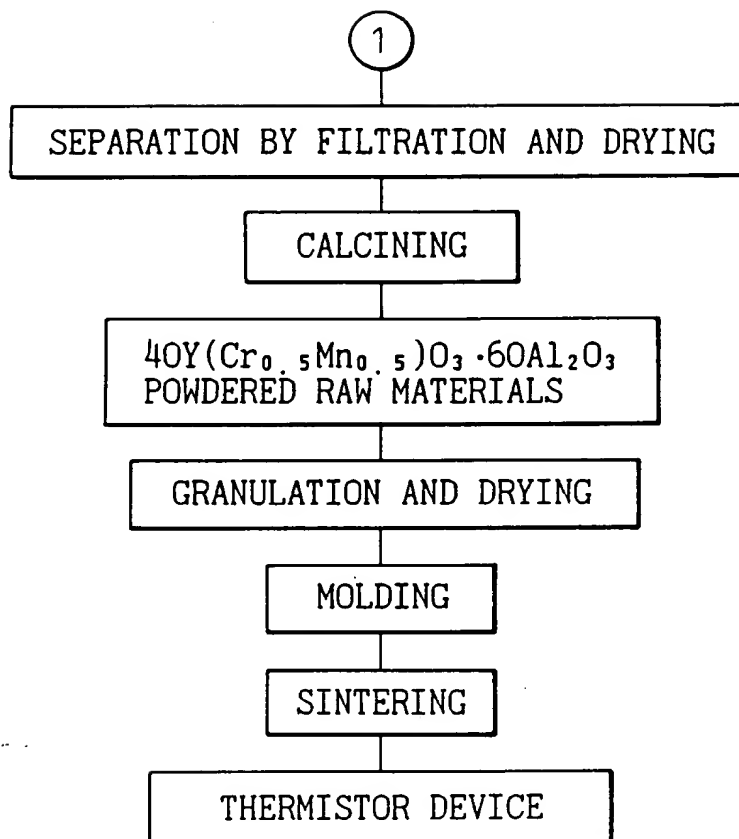 1
SEPARATION BY FILTRATION AND DRYING
CALCINING
40Y(Cr₀.₅Mn₀.₅)O₃·60Al₂O₃
POWDERED RAW MATERIALS
GRANULATION AND DRYING
MOLDING
SINTERING
THERMISTOR DEVICE